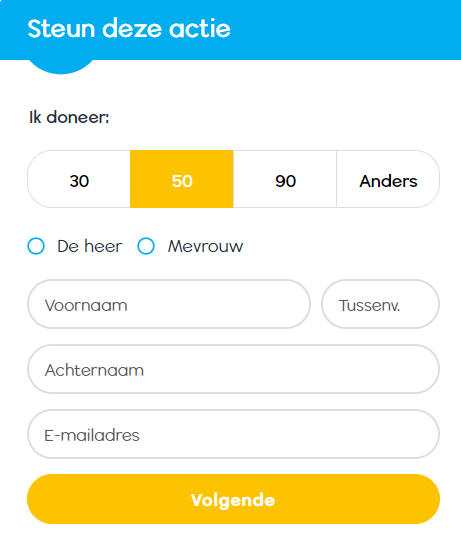 Steun deze actie
Ik doneer:
30 50 90 Anders
De heer Mevrouw
Voornaam Tussenv.
Achternaam
E-mailadres
Volgende